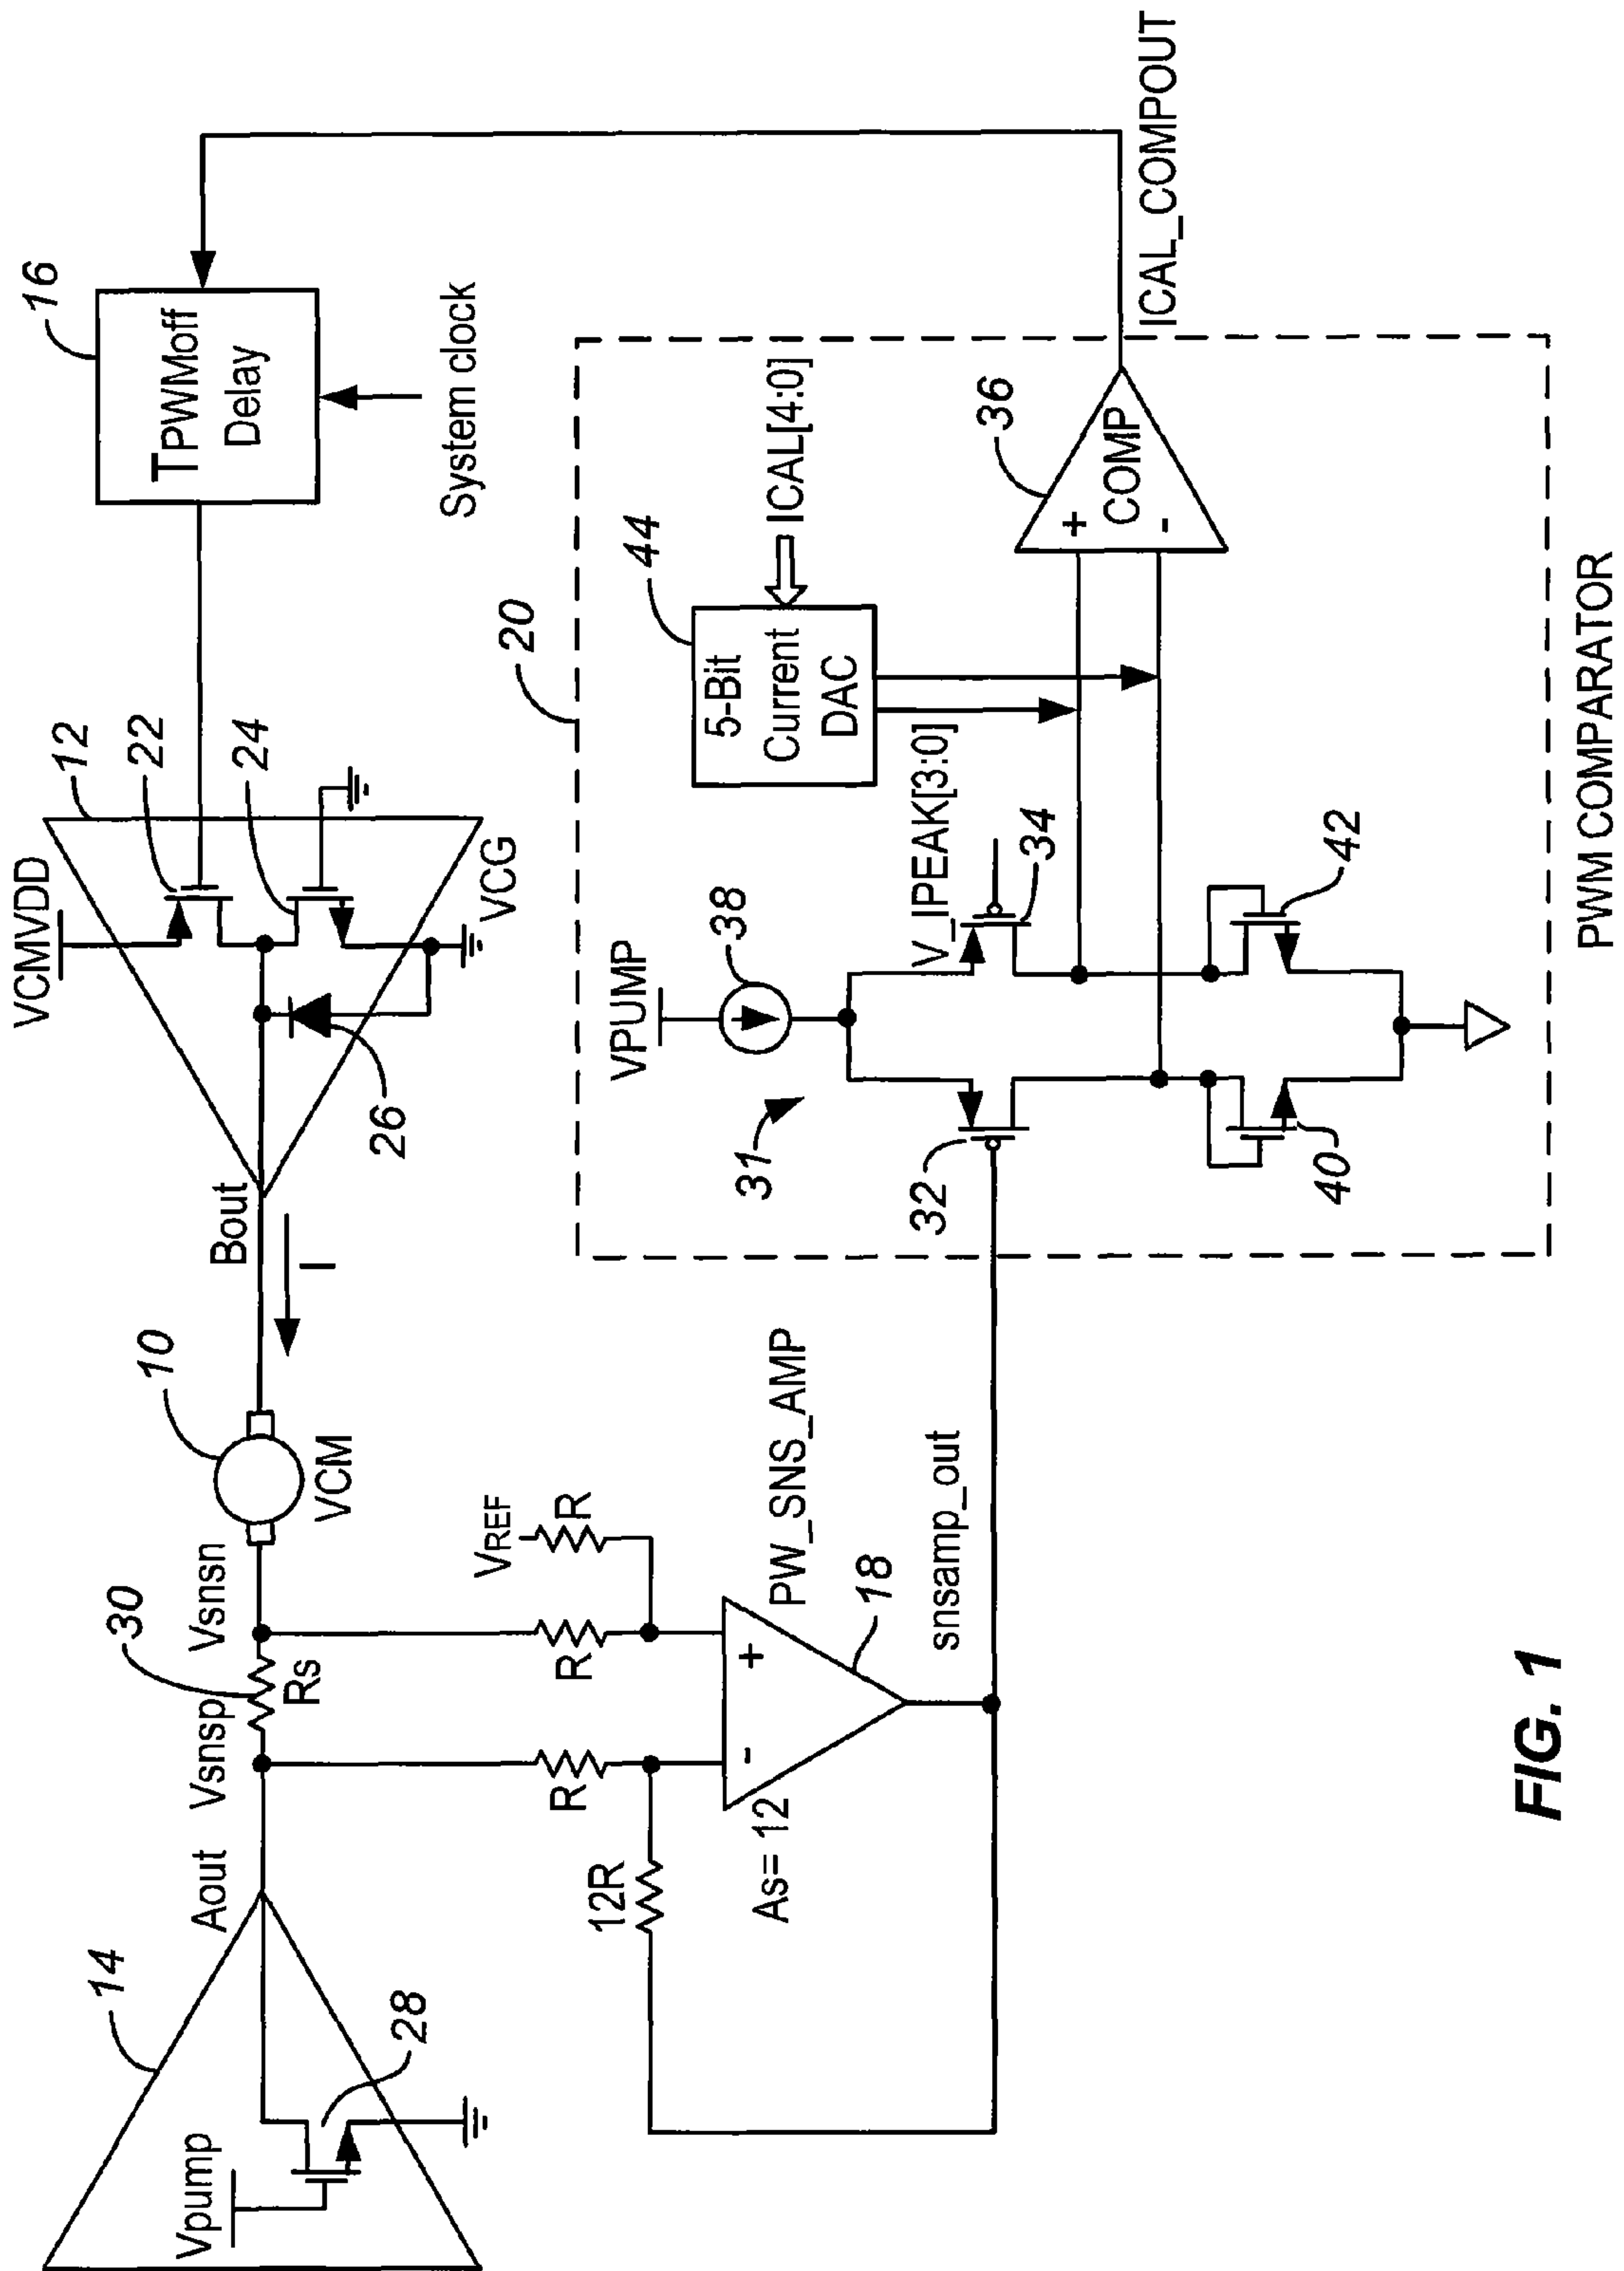 14
Aout
Vpump
28
Vsnsp
30
Vsnsn
Rs
10
VCM
Bout
I
12
VCMVDD
22
24
26
VCG
16
TPWMoff
Delay
System clock
VREF
R
R
R
12R
-
+
As= 12
PW_SNS_AMP
18
snsamp_out
20
31
VPUMP
38
32
V_IPEAK[3:0]
34
40
42
44
5-Bit
Current
DAC
ICAL[4:0]
36
+
COMP
-
ICAL_COMPOUT
PWM COMPARATOR
FIG. 1